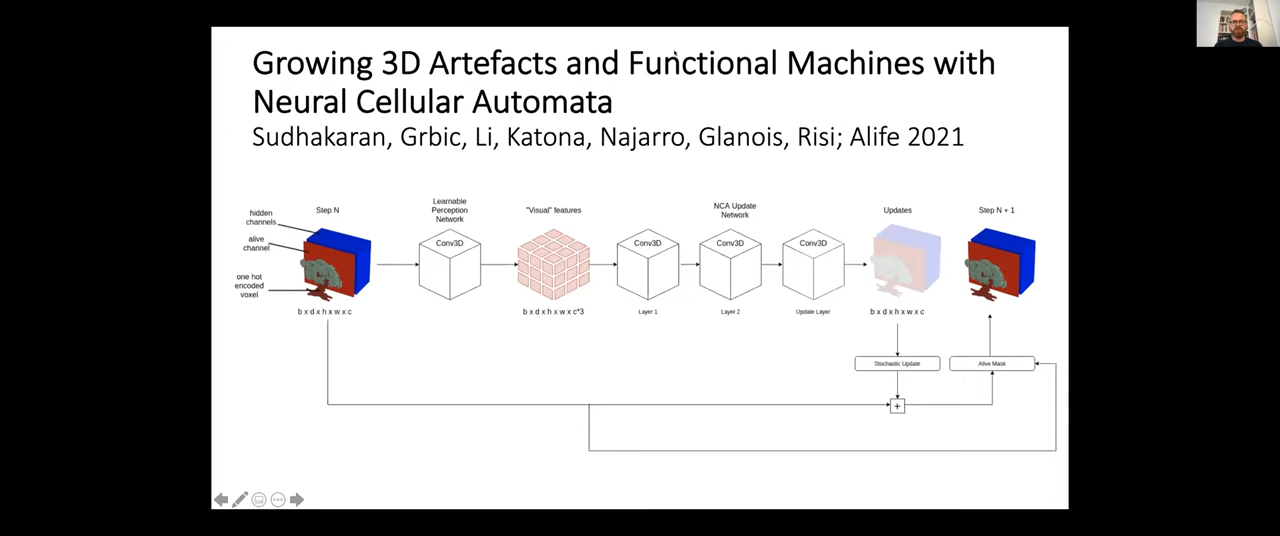 Growing 3D Artefacts and Functional Machines with
Neural Cellular Automata
Sudhakaran, Grbic, Li, Katona, Najarro, Glanois, Risi; Alife 2021
hidden
channels
Step N
Learnable
Perception
Network
"Visual" features
NCA Update
Network
Updates
Step N + 1
alive
channel
Conv3D
Conv3D
Conv3D
Conv3D
one hot
encoded
voxel
b x d x h x w x c
b x d x h x w x c*3
Layer 1
Layer 2
Update Layer
b x d x h x w x c
Stochastic Update
Alive Mask
+